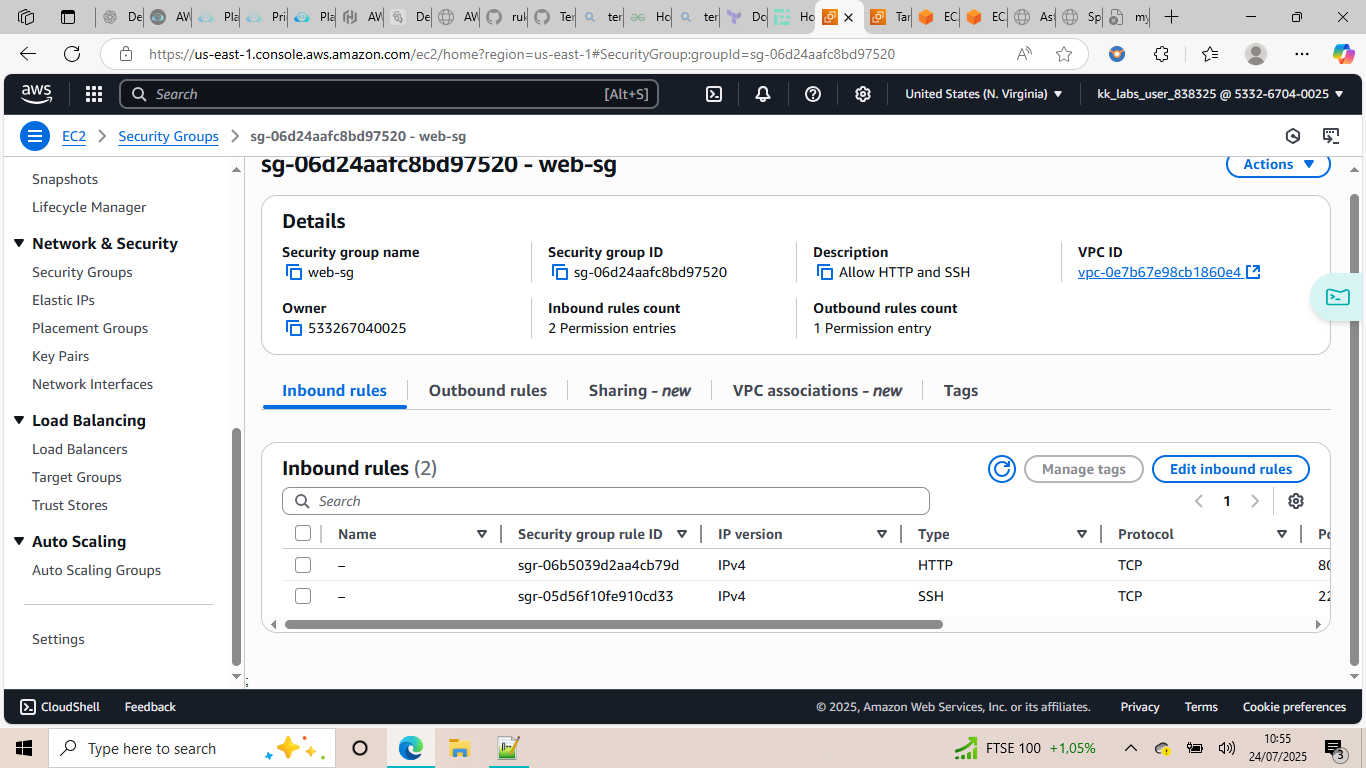 De
AV
Pla
Pri
Pla
AV
De
AV
ruk
Ter
ter
Ho
ter
Do
Ho
Tar
EC
EC
Ast
Sp
my
https://us-east-1.console.aws.amazon.com/ec2/home?region=us-east-1#SecurityGroup:groupId=sg-06d24aafc8bd97520
aws
Search
[Alt+S]
United States (N. Virginia)
kk_labs_user_838325 @ 5332-6704-0025
EC2
Security Groups
sg-06d24aafc8bd97520 - web-sg
Snapshots
Lifecycle Manager
Network & Security
Security Groups
Elastic IPs
Placement Groups
Key Pairs
Network Interfaces
Load Balancing
Load Balancers
Target Groups
Trust Stores
Auto Scaling
Auto Scaling Groups
Settings
sg-06d24aafc8bd97520 - web-sg
Actions
Details
Security group name
web-sg
Security group ID
sg-06d24aafc8bd97520
Description
Allow HTTP and SSH
VPC ID
vpc-0e7b67e98cb1860e4
Owner
533267040025
Inbound rules count
2 Permission entries
Outbound rules count
1 Permission entry
Inbound rules
Outbound rules
Sharing - new
VPC associations - new
Tags
Inbound rules (2)
Manage tags
Edit inbound rules
Search
1
Name Security group rule ID IP version Type Protocol
– sgr-06b5039d2aa4cb79d IPv4 HTTP TCP 80
– sgr-05d56f10fe910cd33 IPv4 SSH TCP 22
;
CloudShell
Feedback
© 2025, Amazon Web Services, Inc. or its affiliates.
Privacy
Terms
Cookie preferences
Type here to search
FTSE 100 +1,05%
10:55
24/07/2025
3